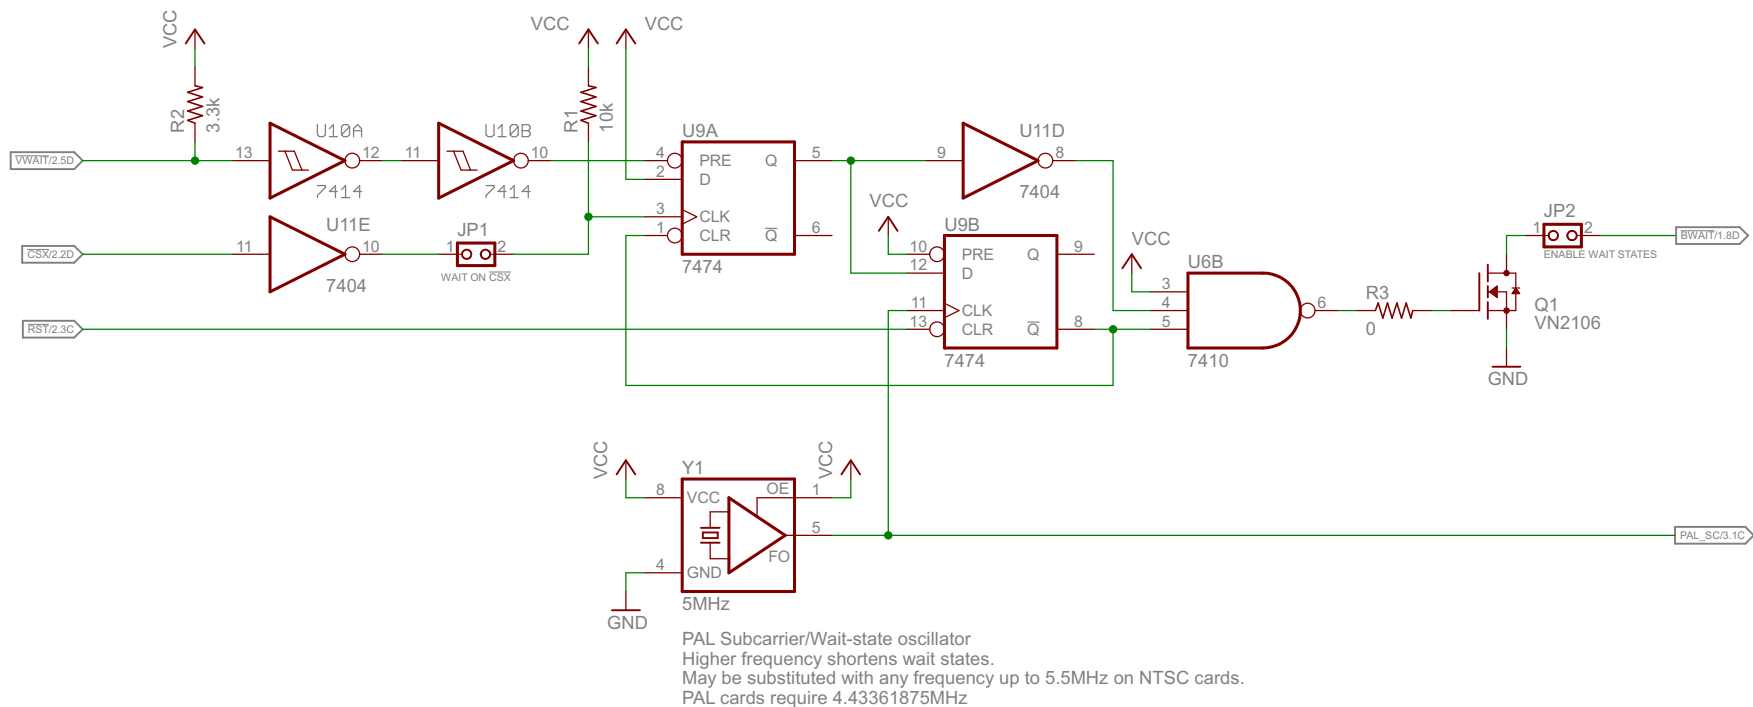 VCC
VCC
VCC
R2
3.3k
R1
10k
U10A
U10B
U9A
U11D
VWAIT/2.5D
13
12
11
10
7414
7414
4
PRE
Q
5
2
D
3
CLK
1
CLR
Q
6
7474
9
8
7404
CSX/2.2D
11
U11E
10
7404
JP1
1
2
WAIT ON CSX
VCC
U9B
10
PRE
Q
9
12
D
11
CLK
13
CLR
Q
8
7474
RST/2.3C
VCC
U6B
3
4
5
6
7410
R3
0
JP2
1
2
ENABLE WAIT STATES
BWAIT/1.8D
Q1
VN2106
GND
VCC
VCC
Y1
8
VCC
OE
1
5
FO
4
GND
5MHz
GND
PAL_SC/3.1C
PAL Subcarrier/Wait-state oscillator
Higher frequency shortens wait states.
May be substituted with any frequency up to 5.5MHz on NTSC cards.
PAL cards require 4.43361875MHz